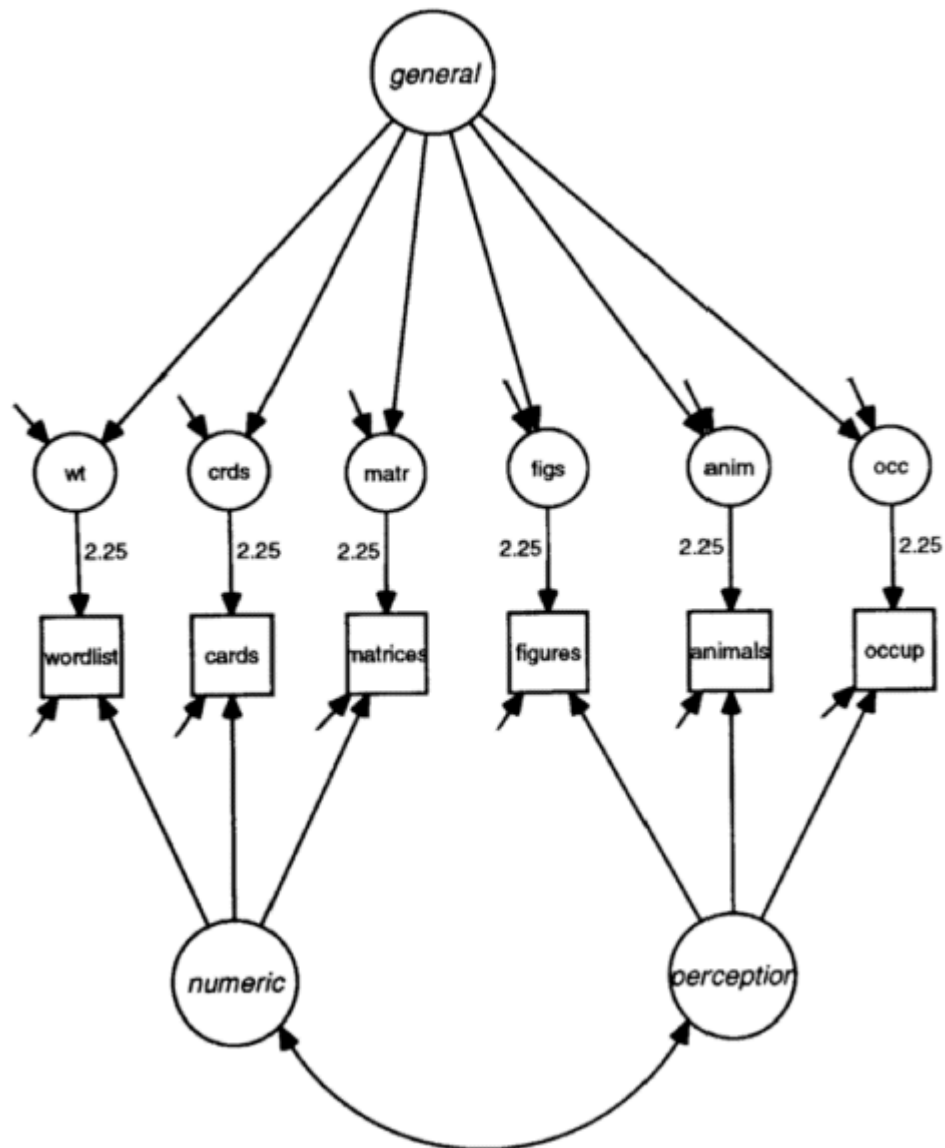 general
wt
crds
matr
figs
anim
occ
2.25
2.25
2.25
2.25
2.25
2.25
wordlist
cards
matrices
figures
animals
occup
numeric
perception